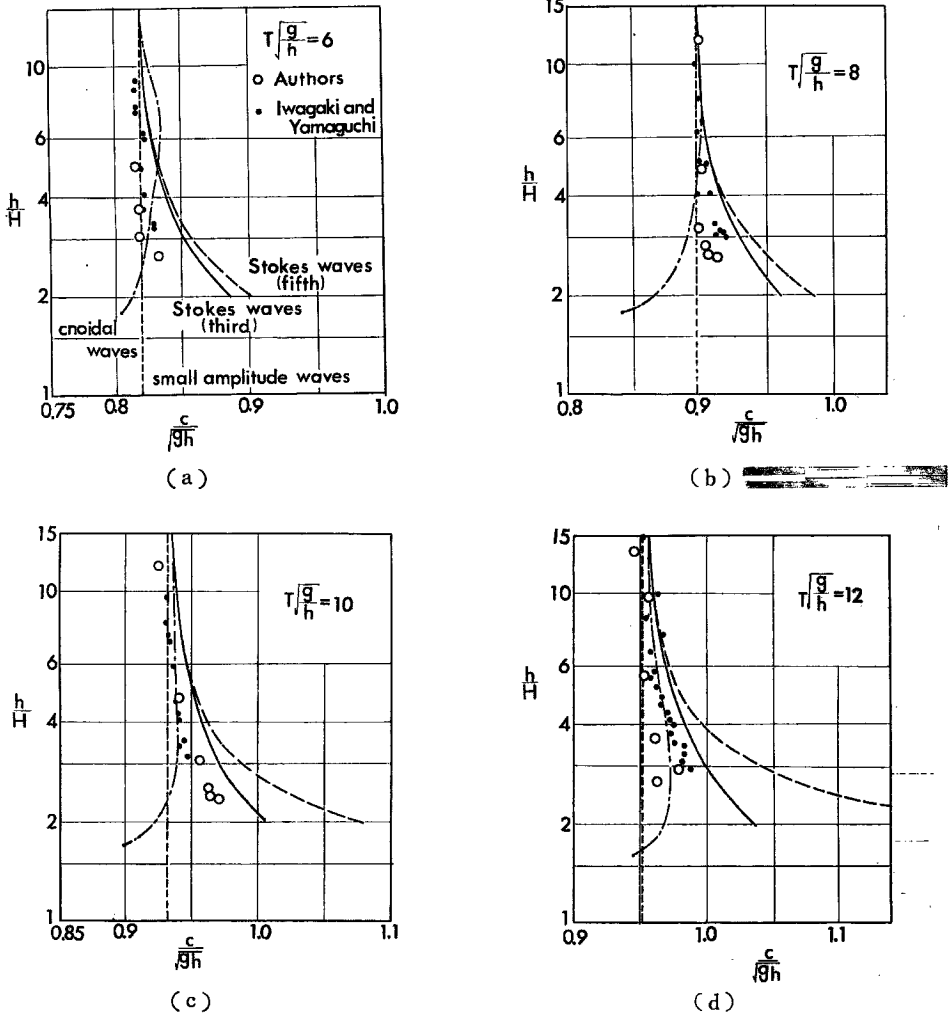 T√g/h=6
Authors
Iwagaki and
Yamaguchi
10
6
h/H
4
2
1
Stokes waves
(fifth)
Stokes waves
(third)
cnoidal
waves
small amplitude waves
0.75 0.8 0.9 1.0
c/√gh
(a)
T√g/h=8
15
10
6
h/H
4
2
1
0.8 0.9 1.0
c/√gh
(b)
T√g/h=10
15
10
6
h/H
4
2
1
0.85 0.9 1.0 1.1
c/√gh
(c)
T√g/h=12
15
10
6
h/H
4
2
1
0.9 1.0 1.1
c/√gh
(d)